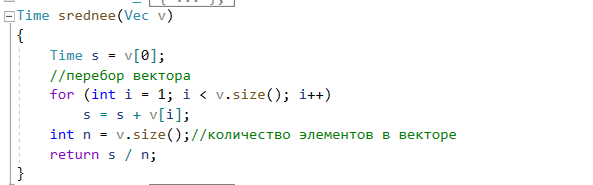 Time srednee(Vec v)
{
Time s = v[0];
//перебор вектора
for (int i = 1; i < v.size(); i++)
s = s + v[i];
int n = v.size();//количество элементов в векторе
return s / n;
}